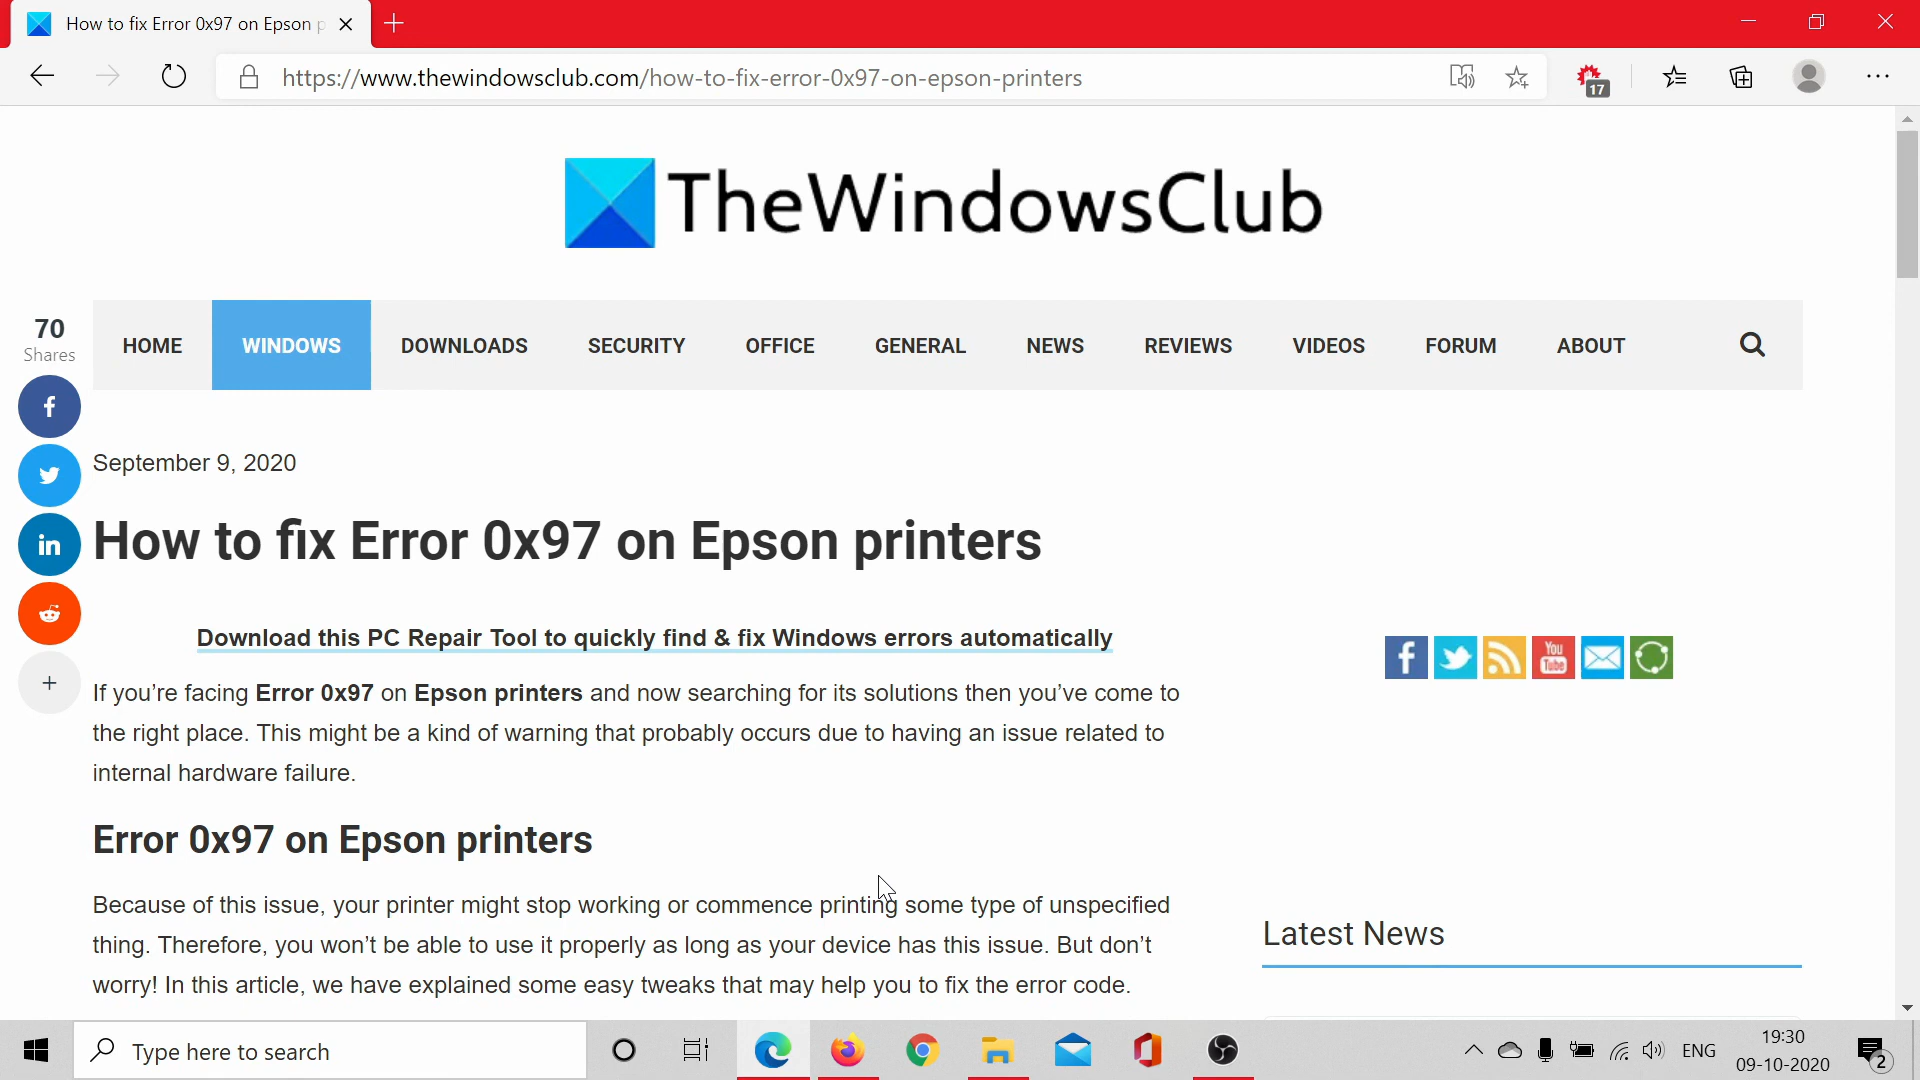 How to fix Error 0x97 on Epson p
https://www.thewindowsclub.com/how-to-fix-error-0x97-on-epson-printers
17
TheWindowsClub
HOME WINDOWS DOWNLOADS SECURITY OFFICE GENERAL NEWS REVIEWS VIDEOS FORUM ABOUT
70
Shares
September 9, 2020
How to fix Error 0x97 on Epson printers
Download this PC Repair Tool to quickly find & fix Windows errors automatically
You
Tube
If you’re facing Error 0x97 on Epson printers and now searching for its solutions then you’ve come to
the right place. This might be a kind of warning that probably occurs due to having an issue related to
internal hardware failure.
Error 0x97 on Epson printers
Because of this issue, your printer might stop working or commence printing some type of unspecified
thing. Therefore, you won’t be able to use it properly as long as your device has this issue. But don’t
worry! In this article, we have explained some easy tweaks that may help you to fix the error code.
Latest News
Type here to search
ENG
19:30
09-10-2020
2